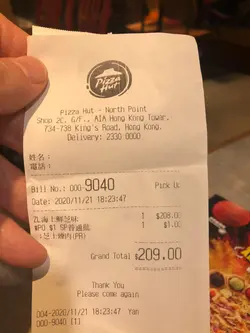 Pizza
Hut
Pizza Hut - North Point
Shop 2C, G/F., AIA Hong Kong Tower,
734-738 King's Road, Hong Kong.
Delivery: 2330 0000
姓名:
電話:
Bill No.: 000-9040 Pick Up
Date: 2020/11/21 18:23:47
1 $208.00
1 $1.00
Grand Total $209.00
Thank You
Please come again
004-2020/11/21 18:23:47 Yan
000-9040 [1]